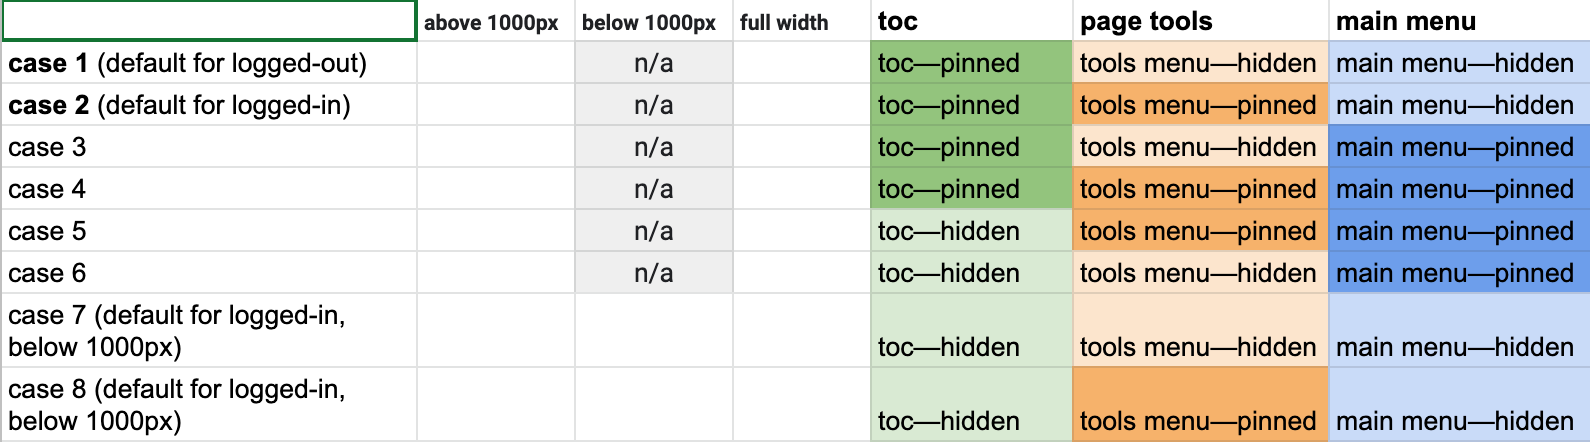 above 1000px below 1000px full width toc page tools main menu
case 1 (default for logged-out) n/a toc—pinned tools menu—hidden main menu—hidden
case 2 (default for logged-in) n/a toc—pinned tools menu—pinned main menu—hidden
case 3 n/a toc—pinned tools menu—hidden main menu—pinned
case 4 n/a toc—pinned tools menu—pinned main menu—pinned
case 5 n/a toc—hidden tools menu—pinned main menu—pinned
case 6 n/a toc—hidden tools menu—hidden main menu—pinned
case 7 (default for logged-in,
below 1000px) toc—hidden tools menu—hidden main menu—hidden
case 8 (default for logged-in,
below 1000px) toc—hidden tools menu—pinned main menu—hidden